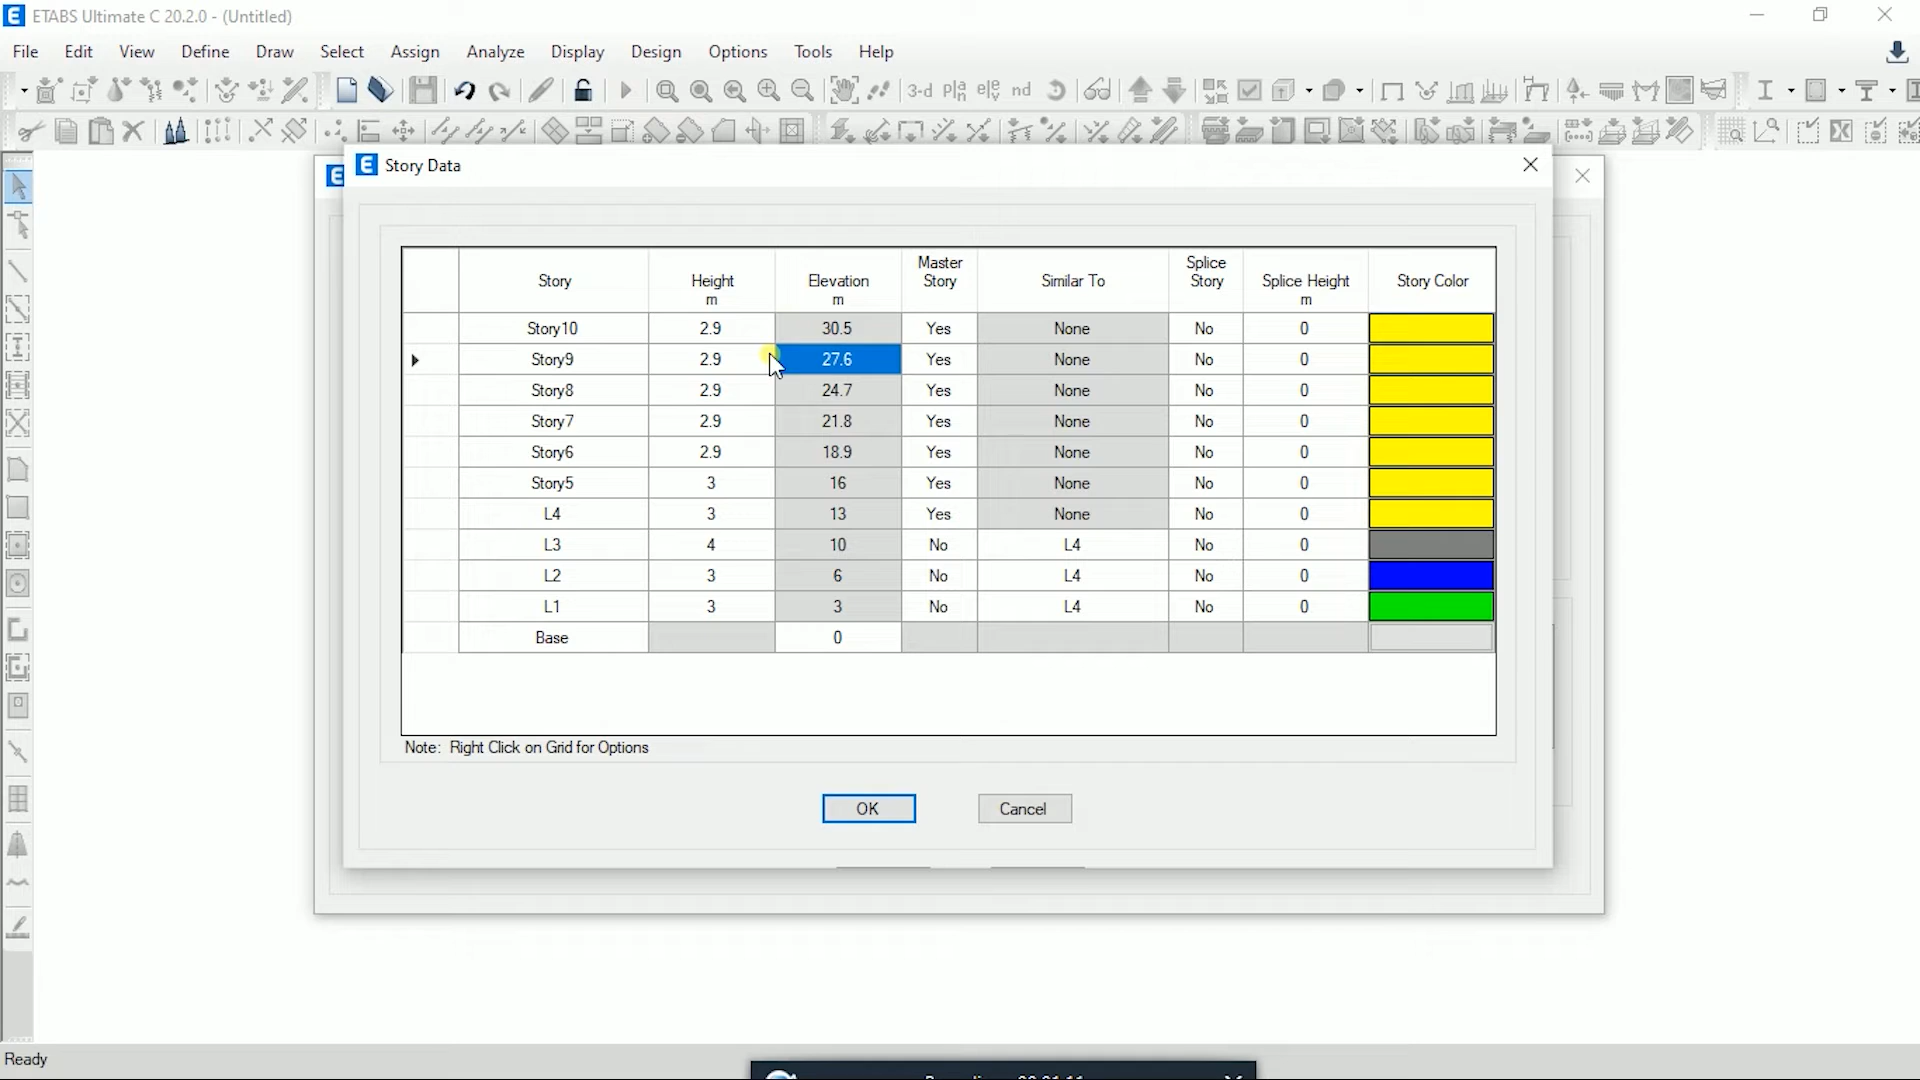 ETABS Ultimate C 20.2.0 - (Untitled)
File Edit View Define Draw Select Assign Analyze Display Design Options Tools Help
3-d pla ele nd
Story Data
Story Height m Elevation m Master Story Similar To Splice Story Splice Height m Story Color
Story10 2.9 30.5 Yes None No 0
Story9 2.9 27.6 Yes None No 0
Story8 2.9 24.7 Yes None No 0
Story7 2.9 21.8 Yes None No 0
Story6 2.9 18.9 Yes None No 0
Story5 3 16 Yes None No 0
L4 3 13 Yes None No 0
L3 4 10 No L4 No 0
L2 3 6 No L4 No 0
L1 3 3 No L4 No 0
Base 0
Note: Right Click on Grid for Options
OK Cancel
Ready